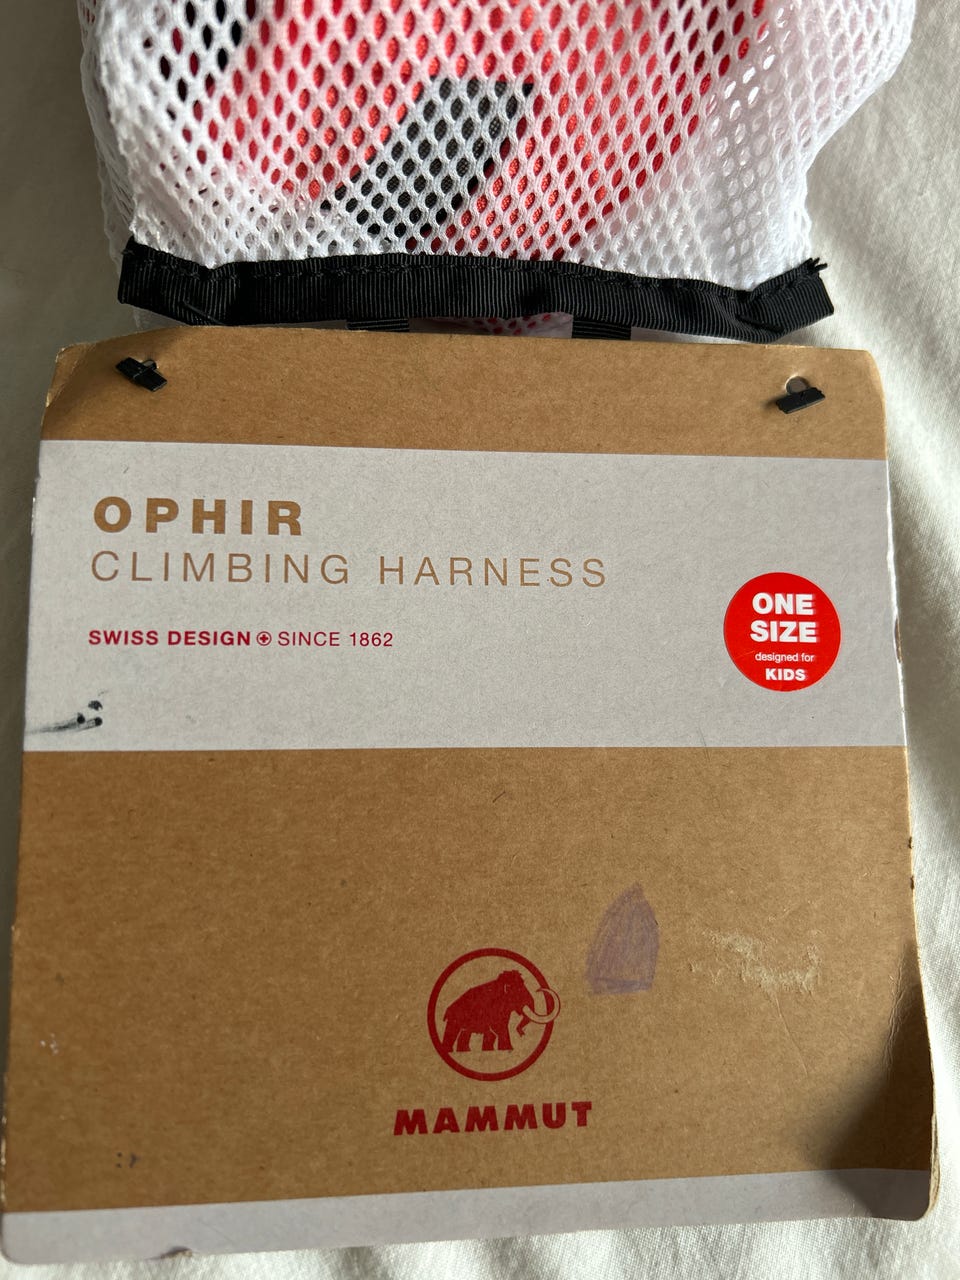 OPHIR
CLIMBING HARNESS
SWISS DESIGN SINCE 1862
ONE
SIZE
designed for
KIDS
MAMMUT